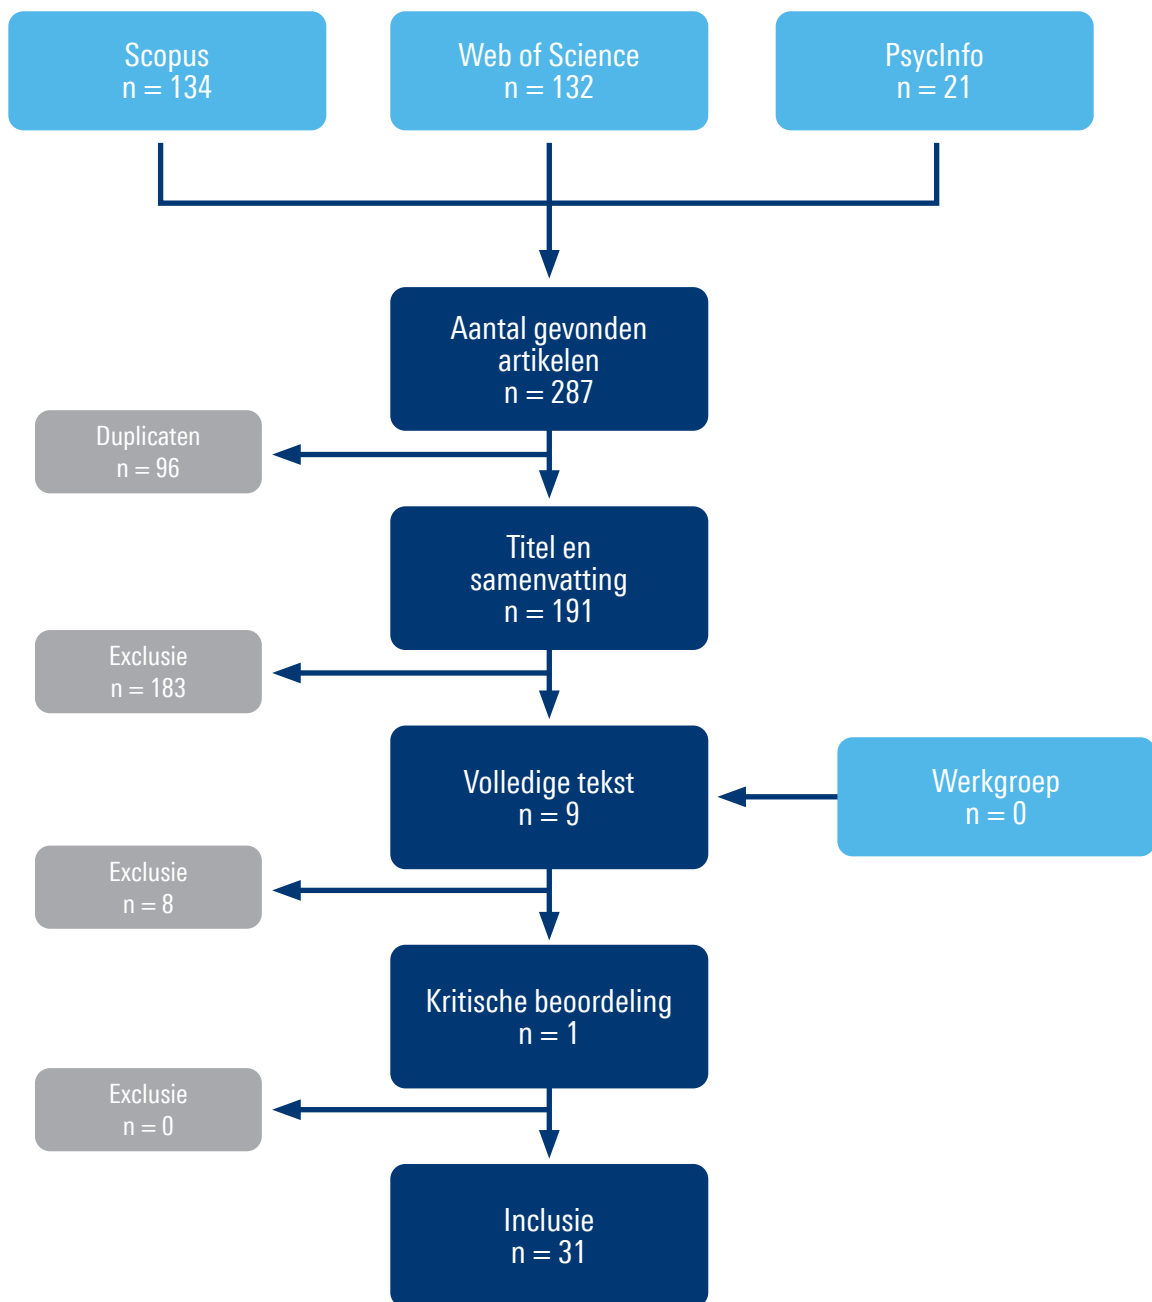 Scopus
n = 134
Web of Science
n = 132
PsycInfo
n = 21
Aantal gevonden
artikelen
n = 287
Duplicaten
n = 96
Titel en
samenvatting
n = 191
Exclusie
n = 183
Volledige tekst
n = 9
Werkgroep
n = 0
Exclusie
n = 8
Kritische beoordeling
n = 1
Exclusie
n = 0
Inclusie
n = 31